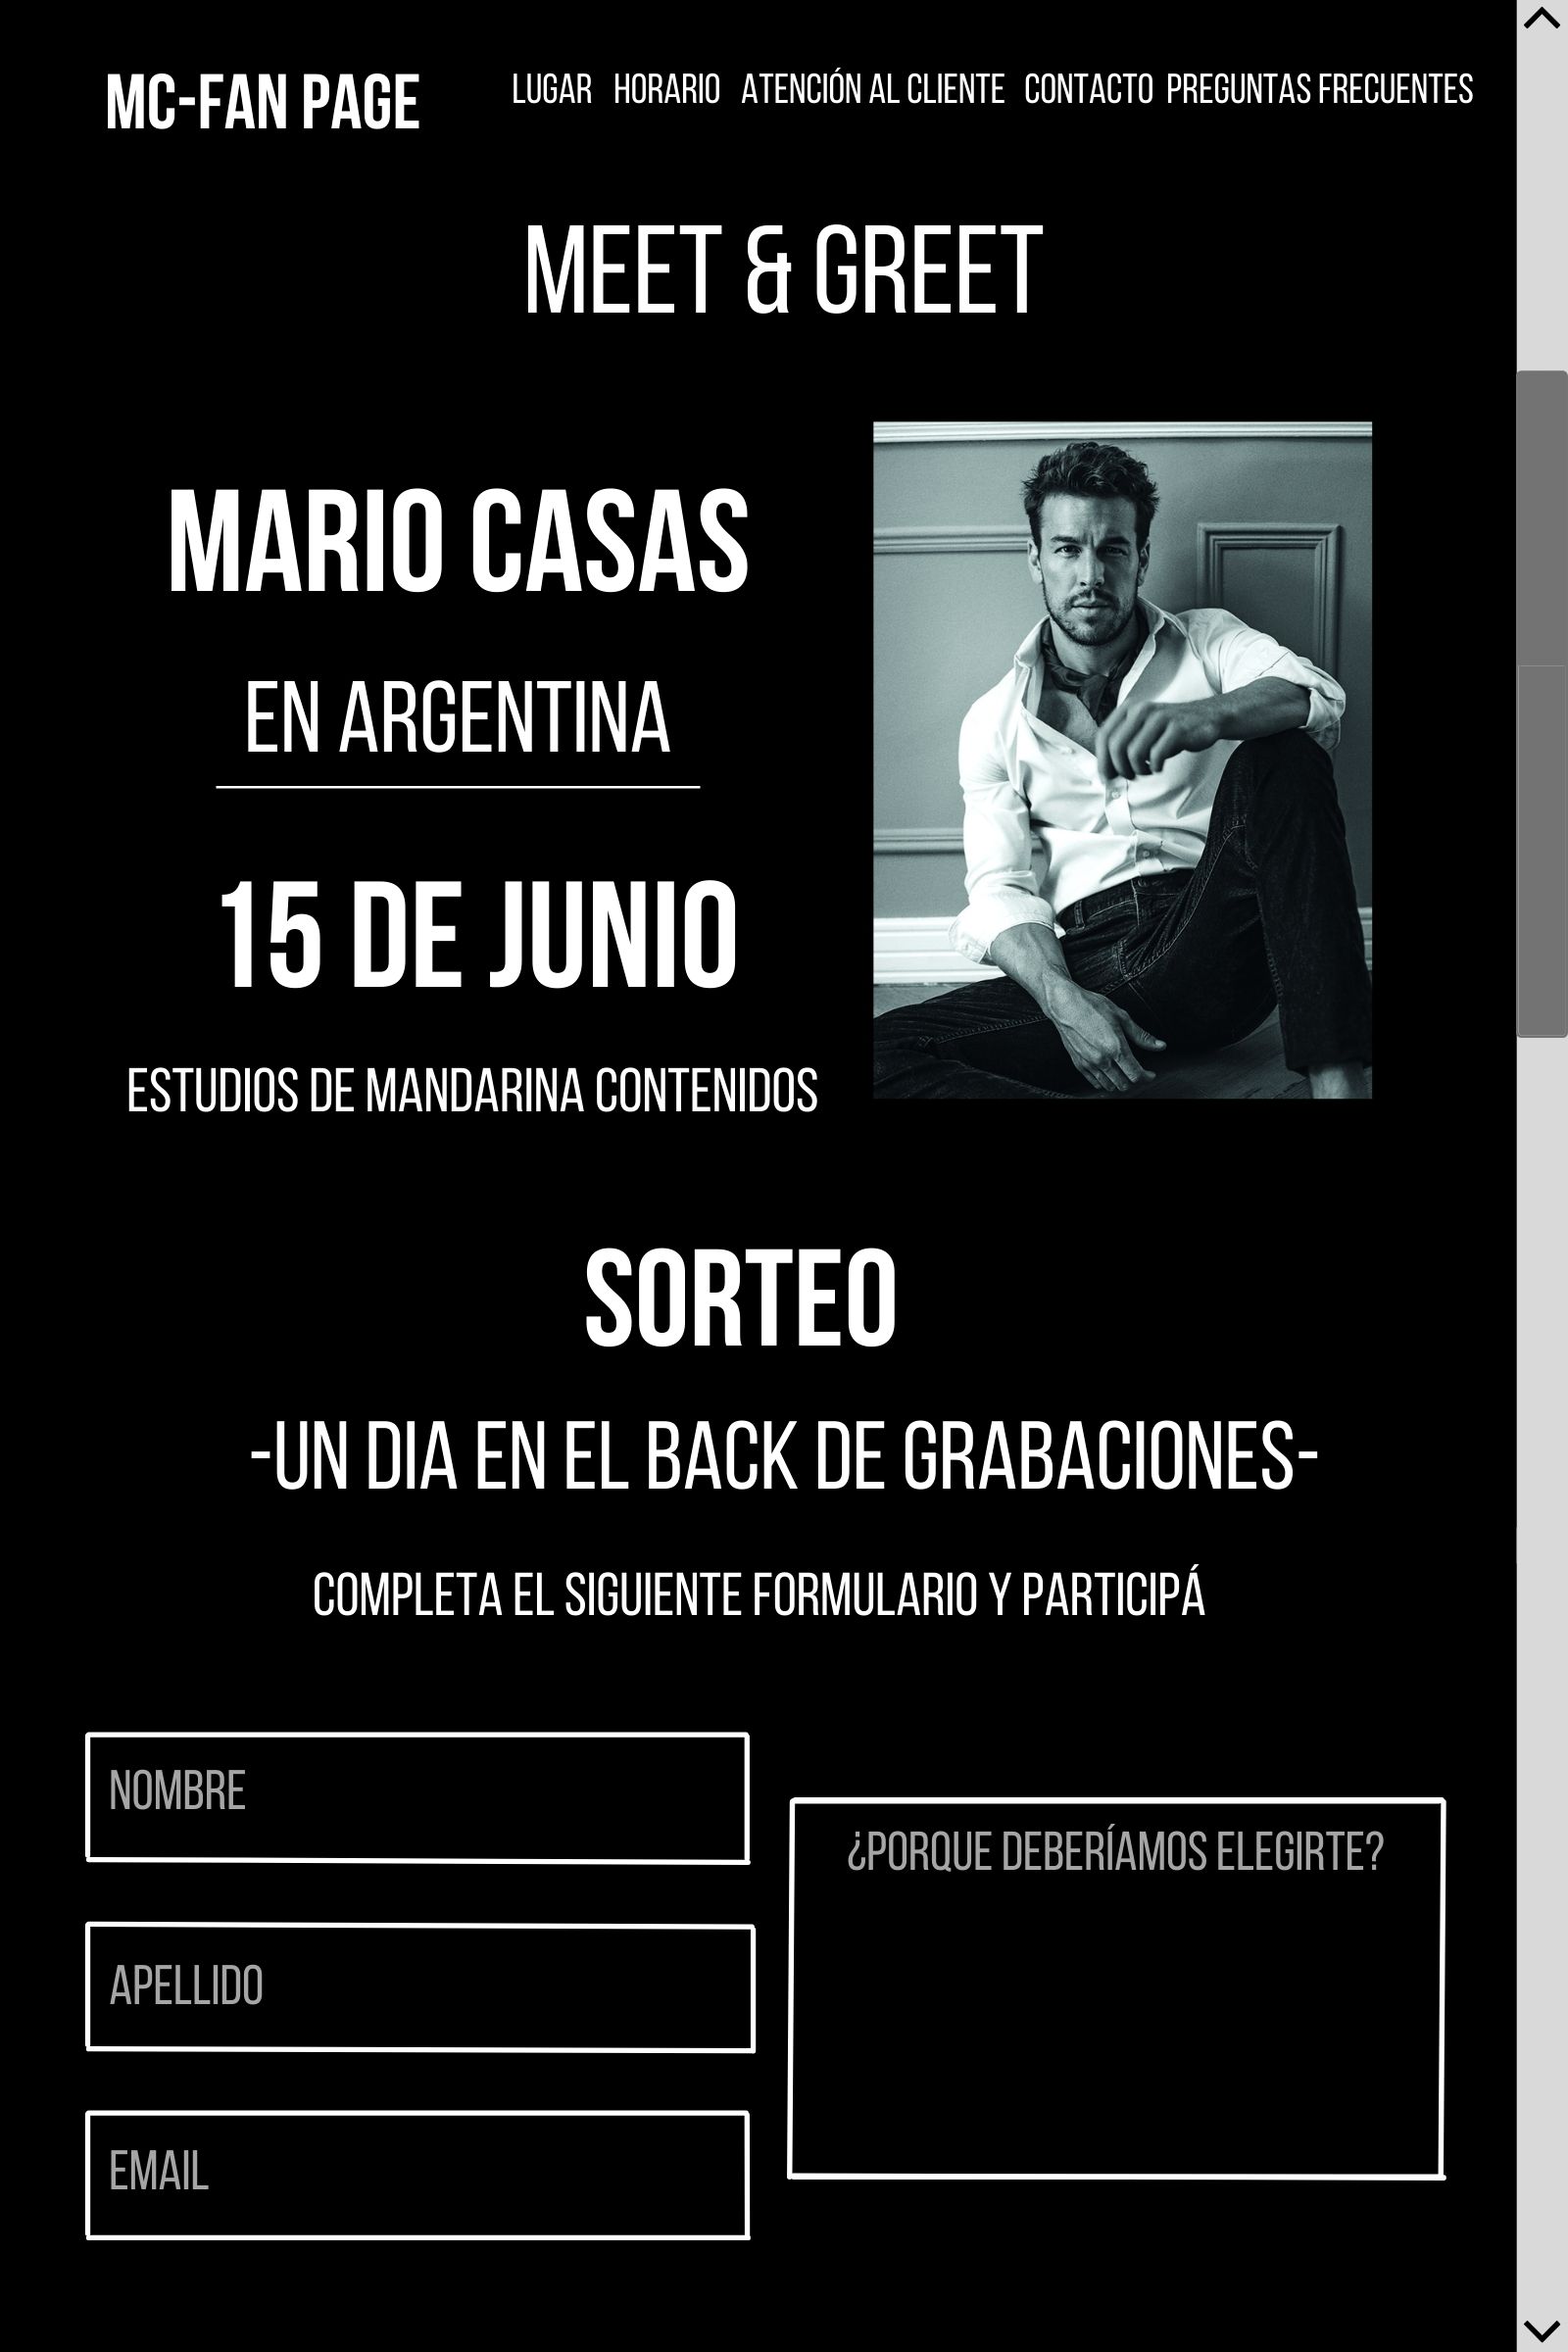 MC-FAN PAGE
LUGAR HORARIO ATENCIÓN AL CLIENTE CONTACTO PREGUNTAS FRECUENTES
MEET & GREET
MARIO CASAS
EN ARGENTINA
15 DE JUNIO
ESTUDIOS DE MANDARINA CONTENIDOS
SORTEO
-UN DIA EN EL BACK DE GRABACIONES-
COMPLETA EL SIGUIENTE FORMULARIO Y PARTICIPÁ
NOMBRE
APELLIDO
EMAIL
¿PORQUE DEBERÍAMOS ELEGIRTE?